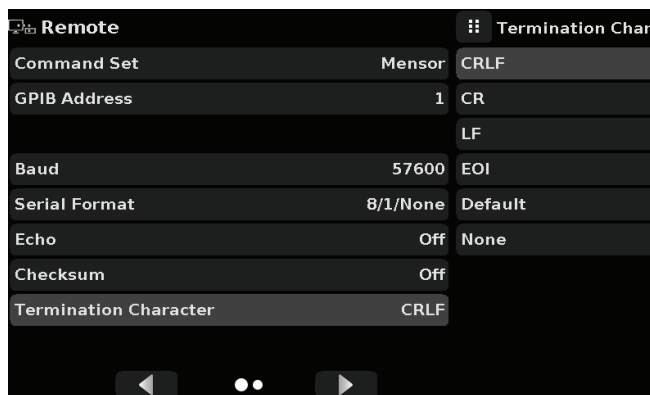 Remote
Command Set Mensor
GPIB Address 1
Baud 57600
Serial Format 8/1/None
Echo Off
Checksum Off
Termination Character CRLF
Termination Char
CRLF
CR
LF
EOI
Default
None